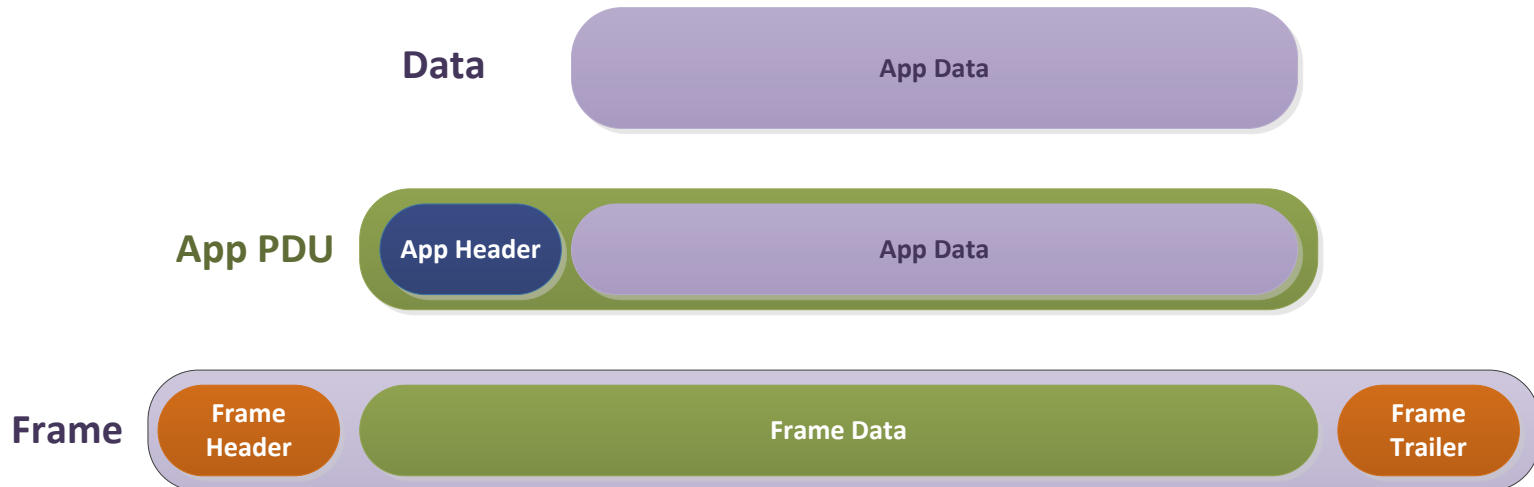 Data
App Data
App PDU
App Header
App Data
Frame
Frame
Header
Frame Data
Frame
Trailer